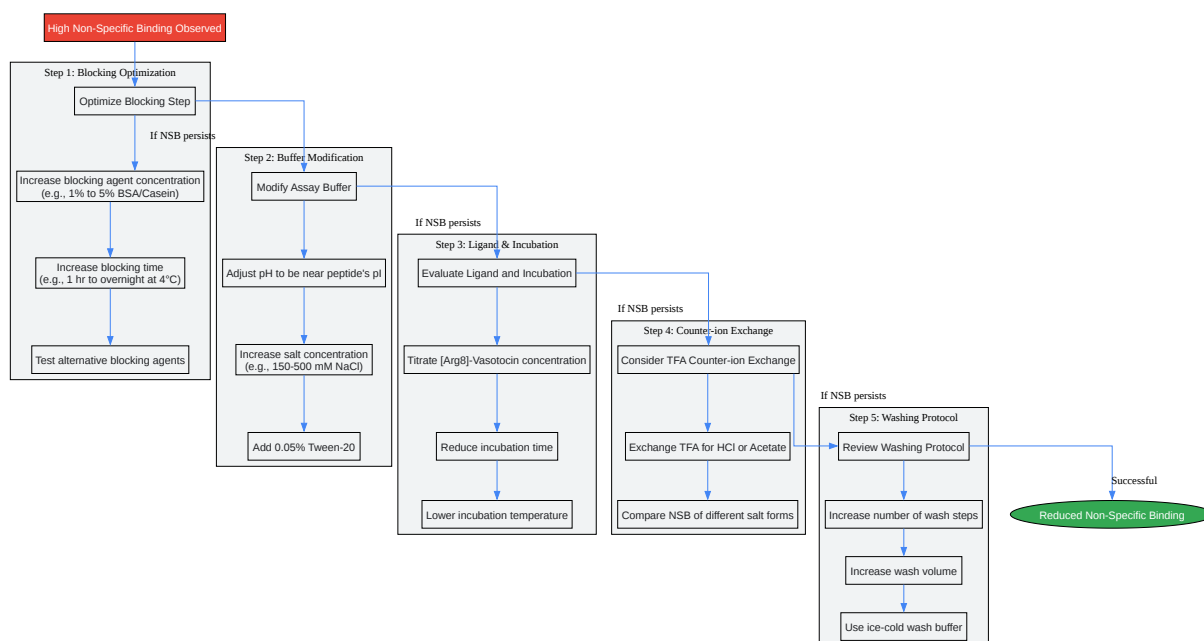 High Non-Specific Binding Observed
Step 1: Blocking Optimization
Optimize Blocking Step
If NSB persists
Increase blocking agent concentration
(e.g., 1% to 5% BSA/Casein)
Increase blocking time
(e.g., 1 hr to overnight at 4°C)
Test alternative blocking agents
Step 2: Buffer Modification
Modify Assay Buffer
If NSB persists
Adjust pH to be near peptide's pI
Increase salt concentration
(e.g., 150-500 mM NaCl)
Add 0.05% Tween-20
Step 3: Ligand & Incubation
Evaluate Ligand and Incubation
If NSB persists
Titrate [Arg8]-Vasotocin concentration
Reduce incubation time
Lower incubation temperature
Step 4: Counter-ion Exchange
Consider TFA Counter-ion Exchange
If NSB persists
Exchange TFA for HCl or Acetate
Compare NSB of different salt forms
Step 5: Washing Protocol
Review Washing Protocol
Successful
Increase number of wash steps
Increase wash volume
Use ice-cold wash buffer
Reduced Non-Specific Binding